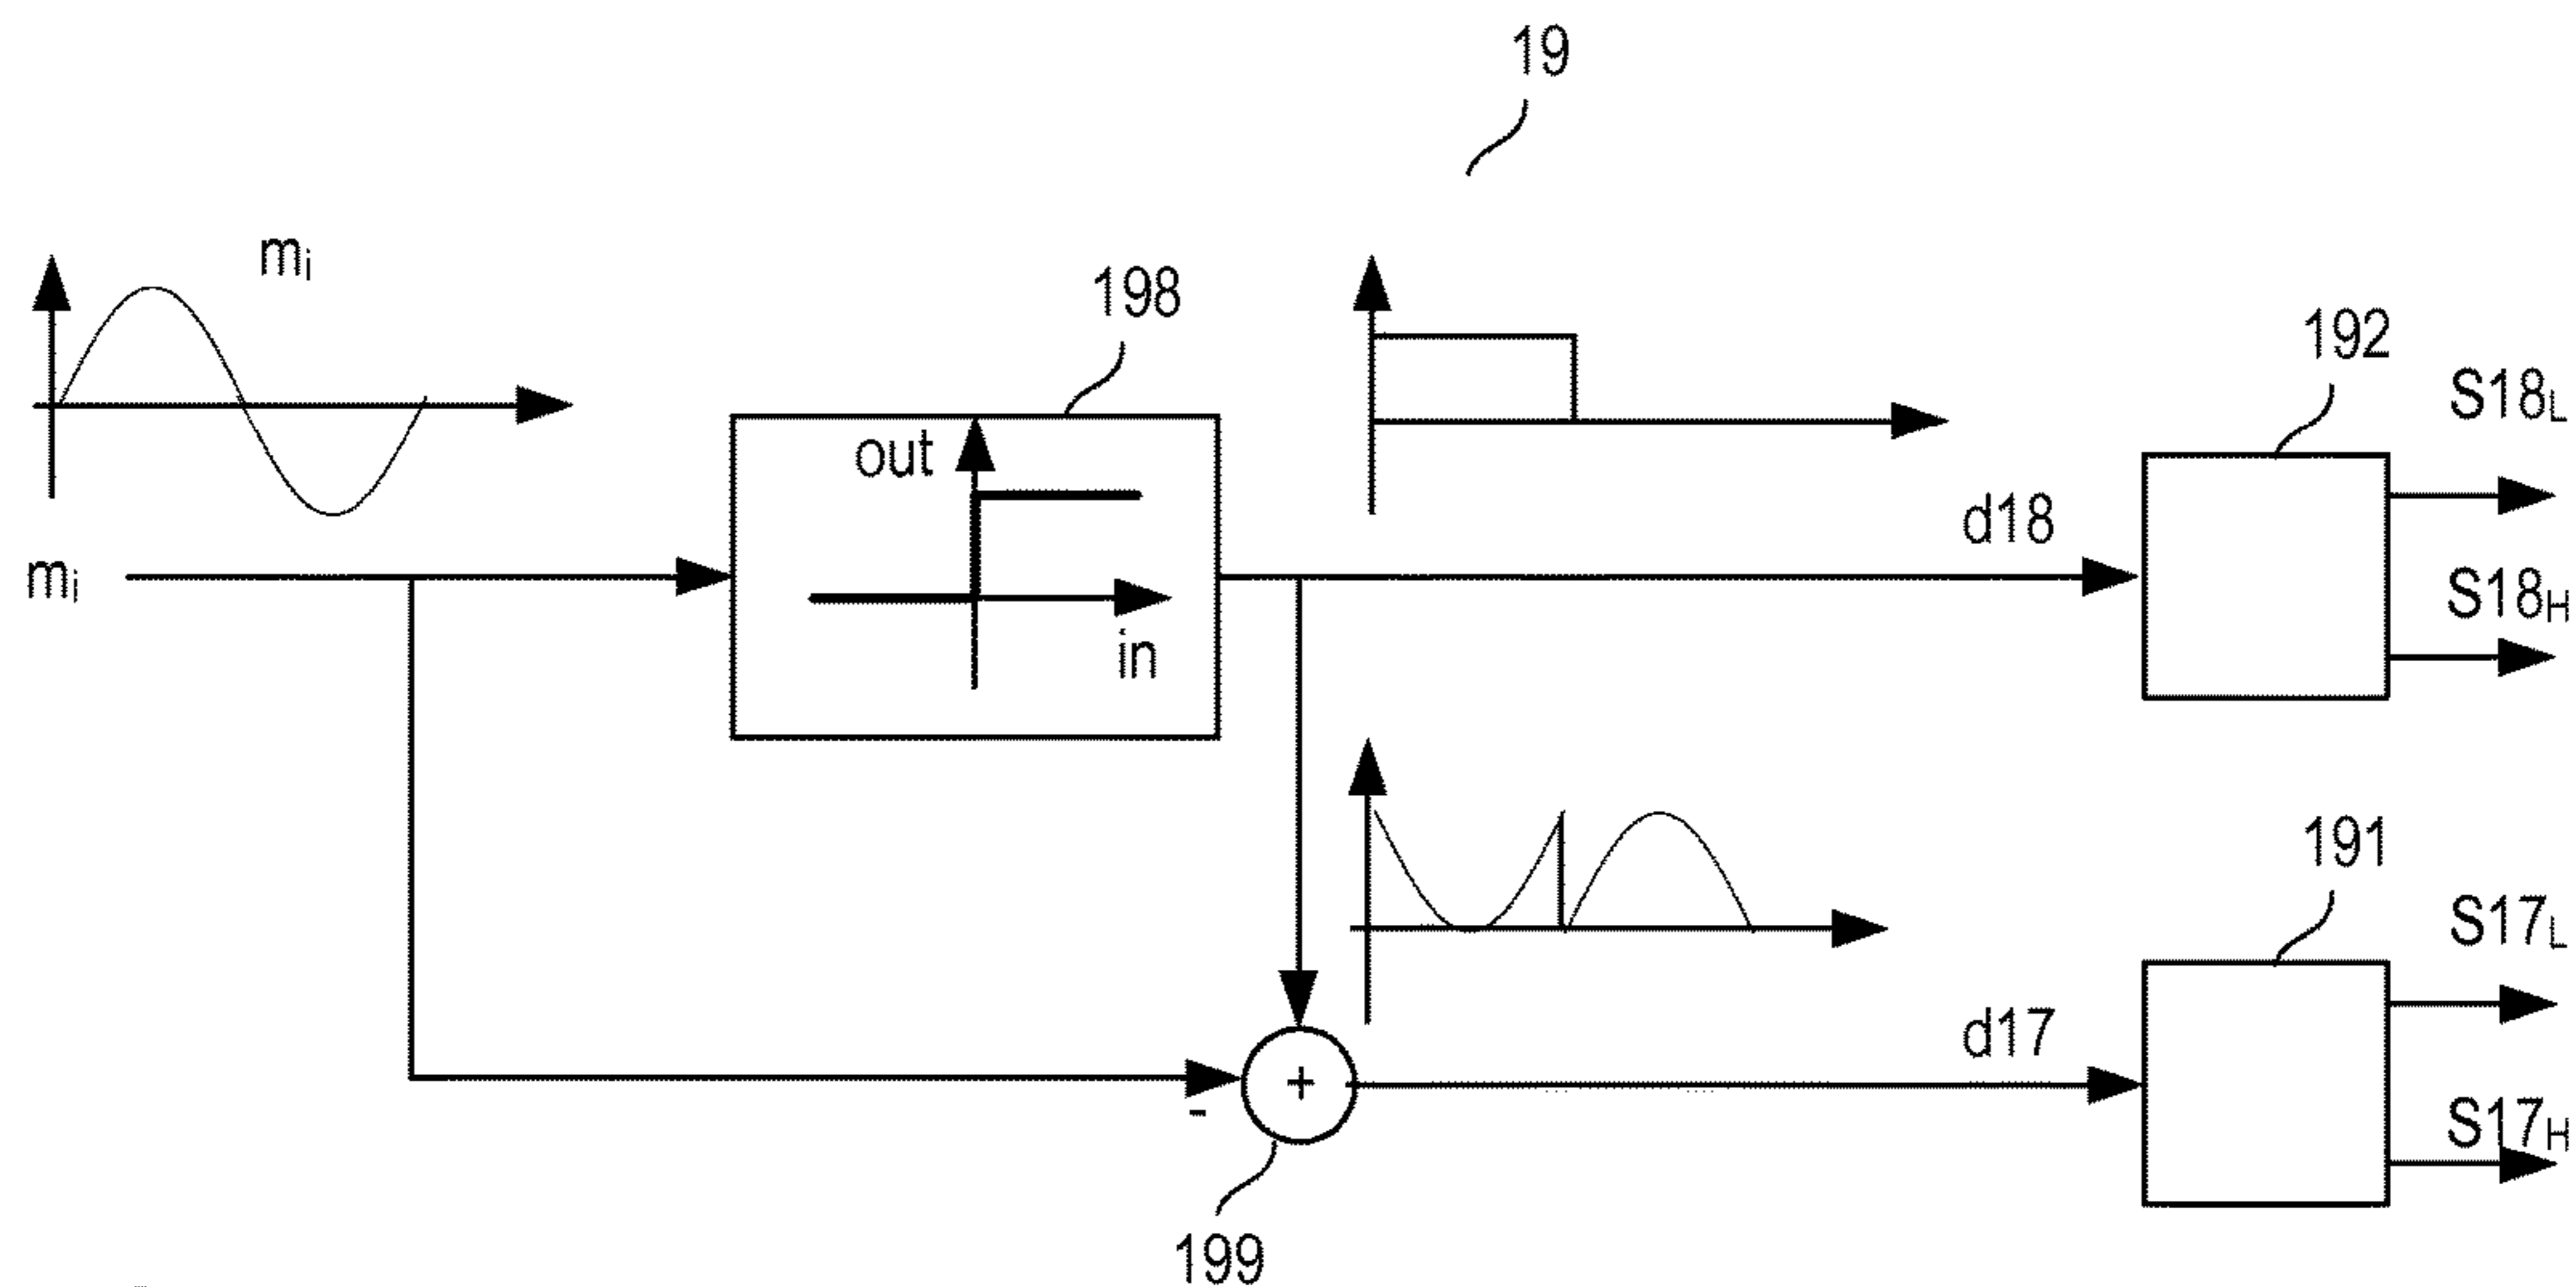 19
mᵢ
198
192
S18L
out
d18
mᵢ
S18H
in
191
S17L
d17
+
-
S17H
199